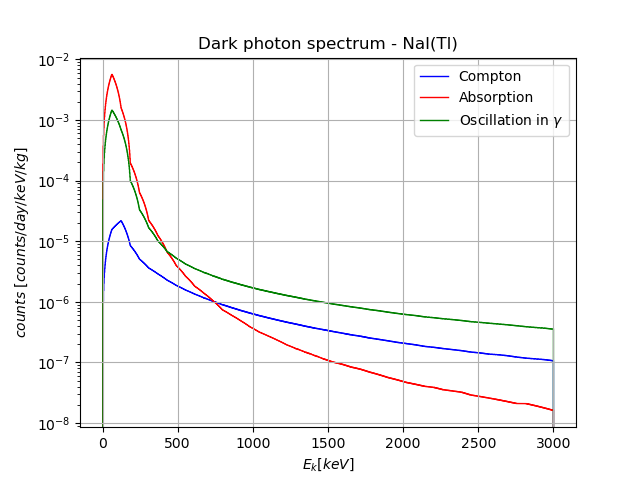 Dark photon spectrum - NaI(Tl)
Compton
Absorption
Oscillation in γ
10⁻²
10⁻³
10⁻⁴
10⁻⁵
10⁻⁶
10⁻⁷
10⁻⁸
counts [counts/day/keV/kg]
0 500 1000 1500 2000 2500 3000
E_k[keV]